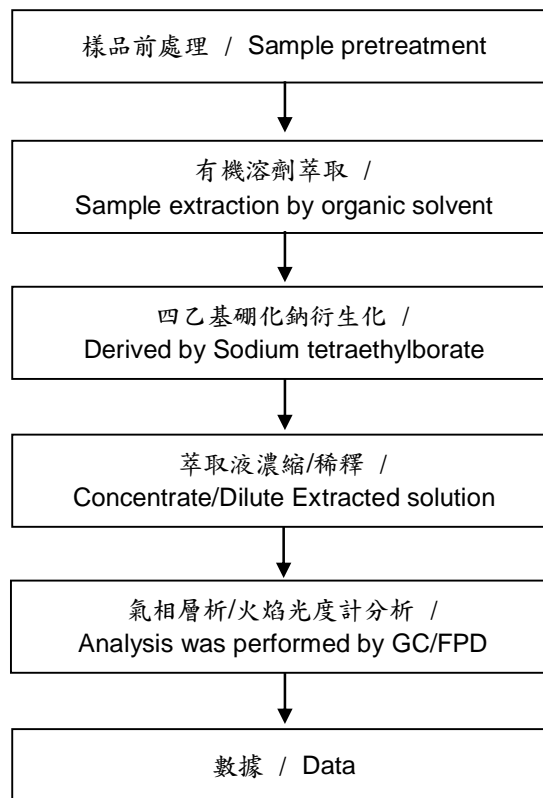 樣品前處理 / Sample pretreatment
有機溶劑萃取 /
Sample extraction by organic solvent
四乙基硼化鈉衍生化 /
Derived by Sodium tetraethylborate
萃取液濃縮/稀釋 /
Concentrate/Dilute Extracted solution
氣相層析/火焰光度計分析 /
Analysis was performed by GC/FPD
數據 / Data